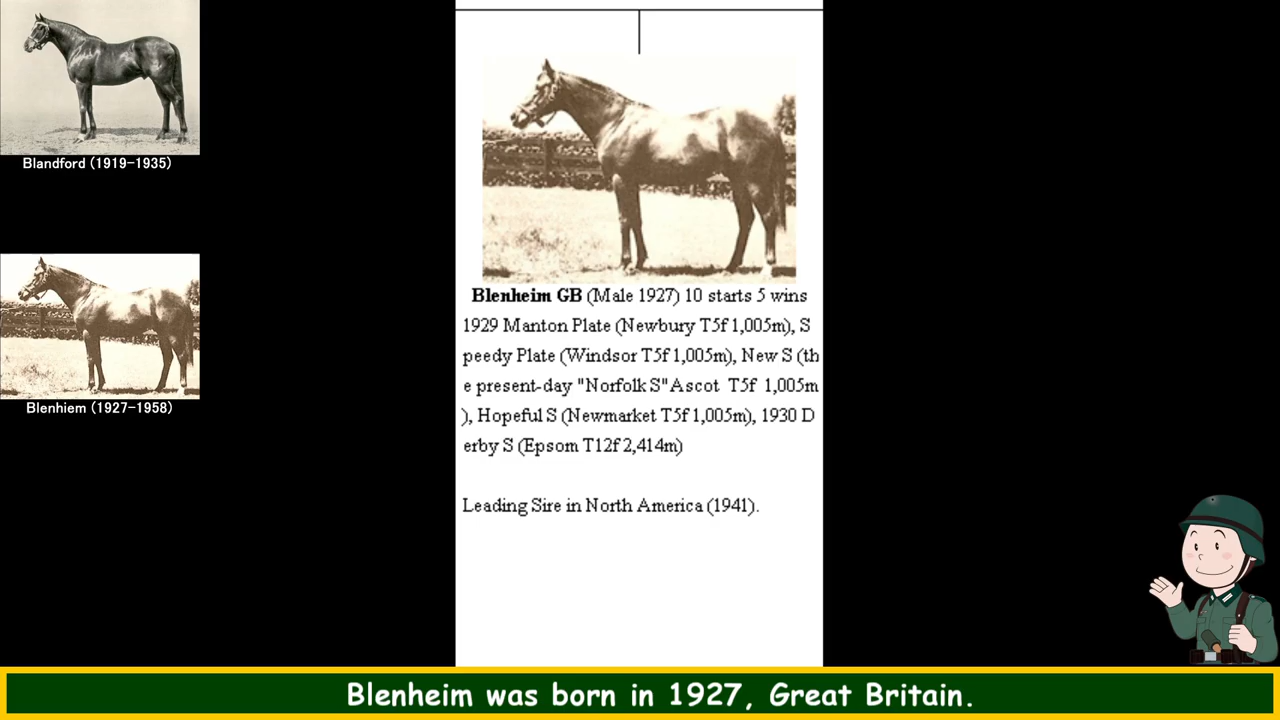 Blandford (1919-1935)
Blenhiem (1927-1958)
Blenheim GB (Male 1927) 10 starts 5 wins
1929 Manton Plate (Newbury T5f 1,005m), S
peedy Plate (Windsor T5f 1,005m), New S (th
e present-day "Norfolk S"Ascot T5f 1,005m
), Hopeful S (Newmarket T5f 1,005m), 1930 D
erby S (Epsom T12f 2,414m)
Leading Sire in North America (1941).
Blenheim was born in 1927, Great Britain.